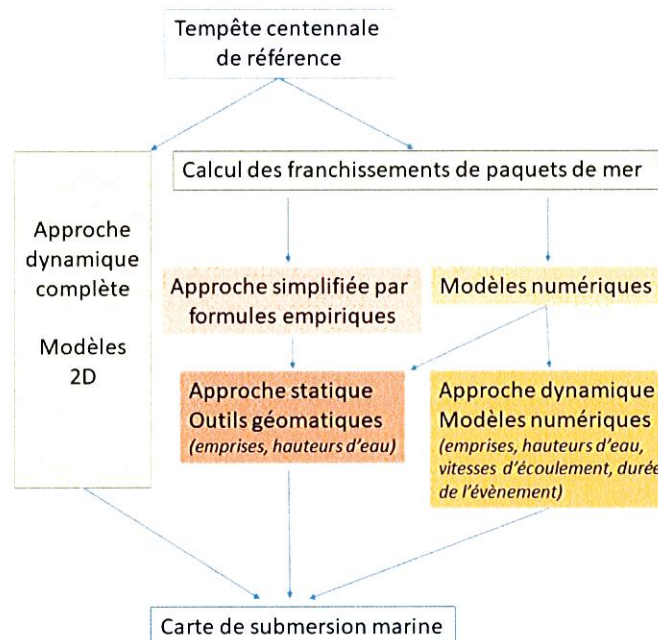 Tempête centennale
de référence
Calcul des franchissements de paquets de mer
Approche
dynamique
complète
Modèles
2D
Approche simplifiée par
formules empiriques
Modèles numériques
Approche statique
Outils géomatiques
(emprises, hauteurs d'eau)
Approche dynamique
Modèles numériques
(emprises, hauteurs d'eau,
vitesses d'écoulement, durée
de l'évènement)
Carte de submersion marine